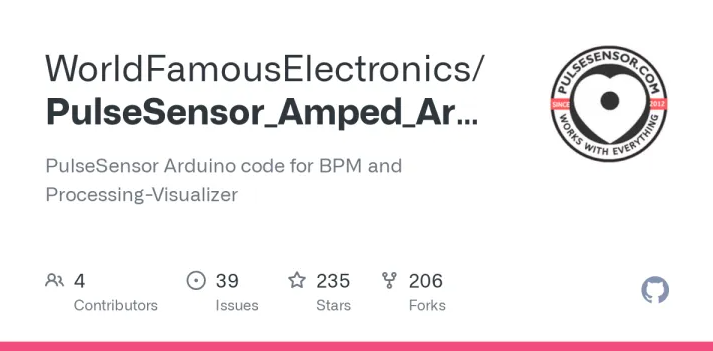 WorldFamousElectronics/
PulseSensor_Amped_Ar...
PulseSensor Arduino code for BPM and
Processing-Visualizer
PULSESENSOR.COM
SINCE 2012
WORKS WITH EVERYTHING
4
Contributors
39
Issues
235
Stars
206
Forks